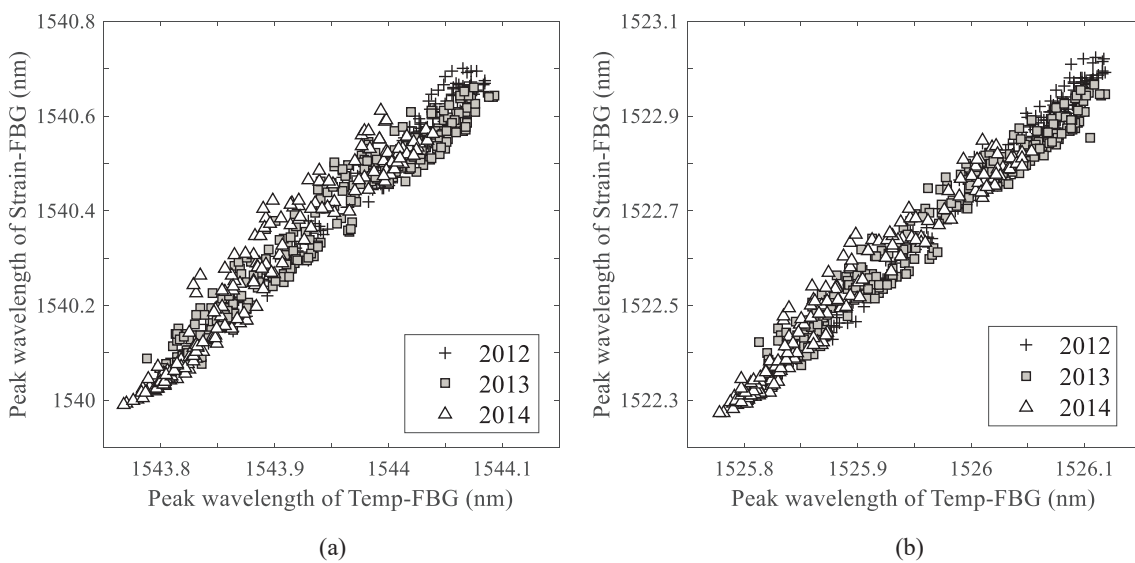 1540.8
1540.6
1540.4
1540.2
1540
Peak wavelength of Strain-FBG (nm)
2012
2013
2014
1543.8 1543.9 1544 1544.1
Peak wavelength of Temp-FBG (nm)
(a)
1523.1
1522.9
1522.7
1522.5
1522.3
Peak wavelength of Strain-FBG (nm)
2012
2013
2014
1525.8 1525.9 1526 1526.1
Peak wavelength of Temp-FBG (nm)
(b)